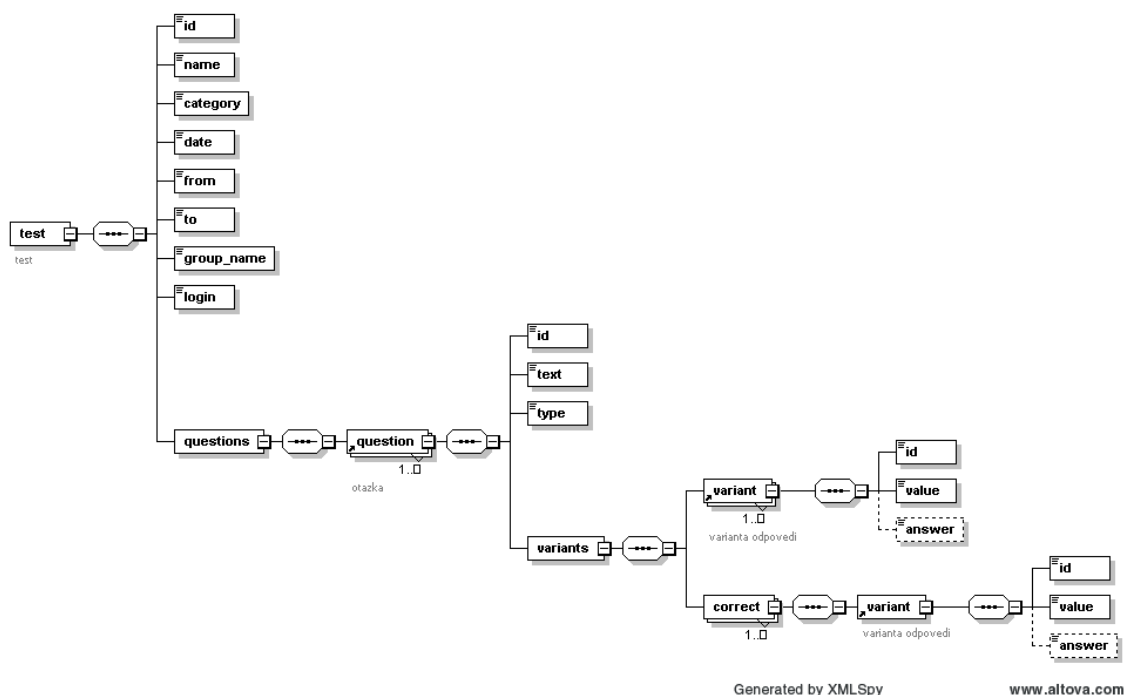 id
name
category
date
from
to
group_name
login
test
test
questions
question
1..
otazka
id
text
type
variants
variant
1..
varianta odpovedi
id
value
answer
correct
1..
variant
varianta odpovedi
id
value
answer
Generated by XMLSpy
www.altova.com